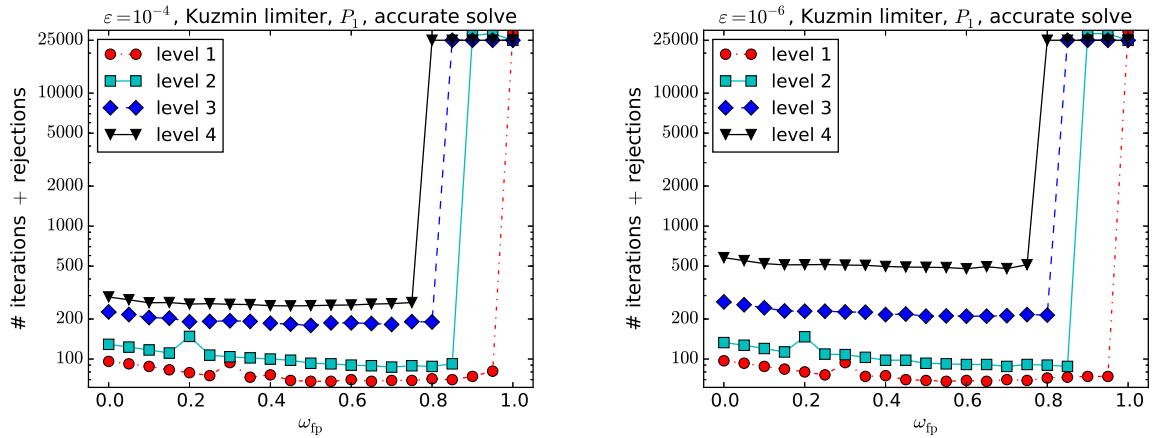 ε=10⁻⁴, Kuzmin limiter, P₁, accurate solve
# iterations + rejections
25000
10000
5000
2000
1000
500
200
100
level 1
level 2
level 3
level 4
0.0 0.2 0.4 0.6 0.8 1.0
ω_fp
ε=10⁻⁶, Kuzmin limiter, P₁, accurate solve
# iterations + rejections
25000
10000
5000
2000
1000
500
200
100
level 1
level 2
level 3
level 4
0.0 0.2 0.4 0.6 0.8 1.0
ω_fp